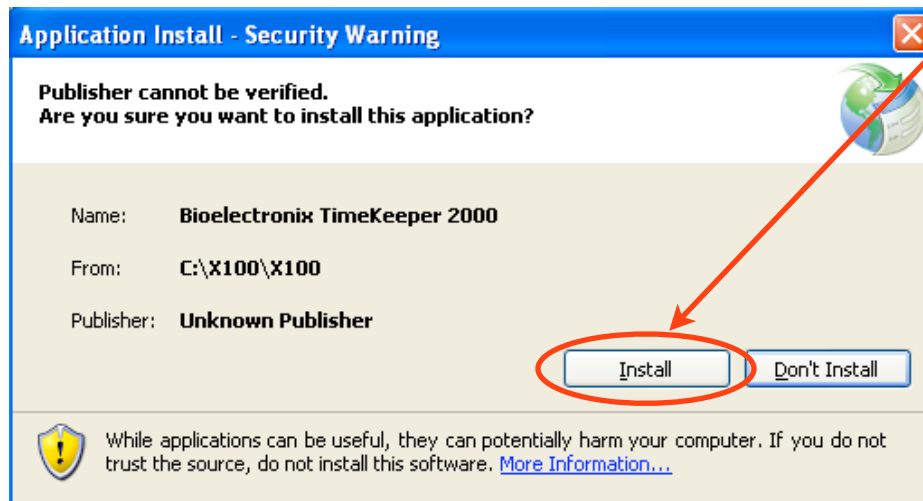 Application Install - Security Warning
Publisher cannot be verified.
Are you sure you want to install this application?
Name: Bioelectronix TimeKeeper 2000
From: C:\X100\X100
Publisher: Unknown Publisher
Install Don't Install
While applications can be useful, they can potentially harm your computer. If you do not
trust the source, do not install this software. More Information...